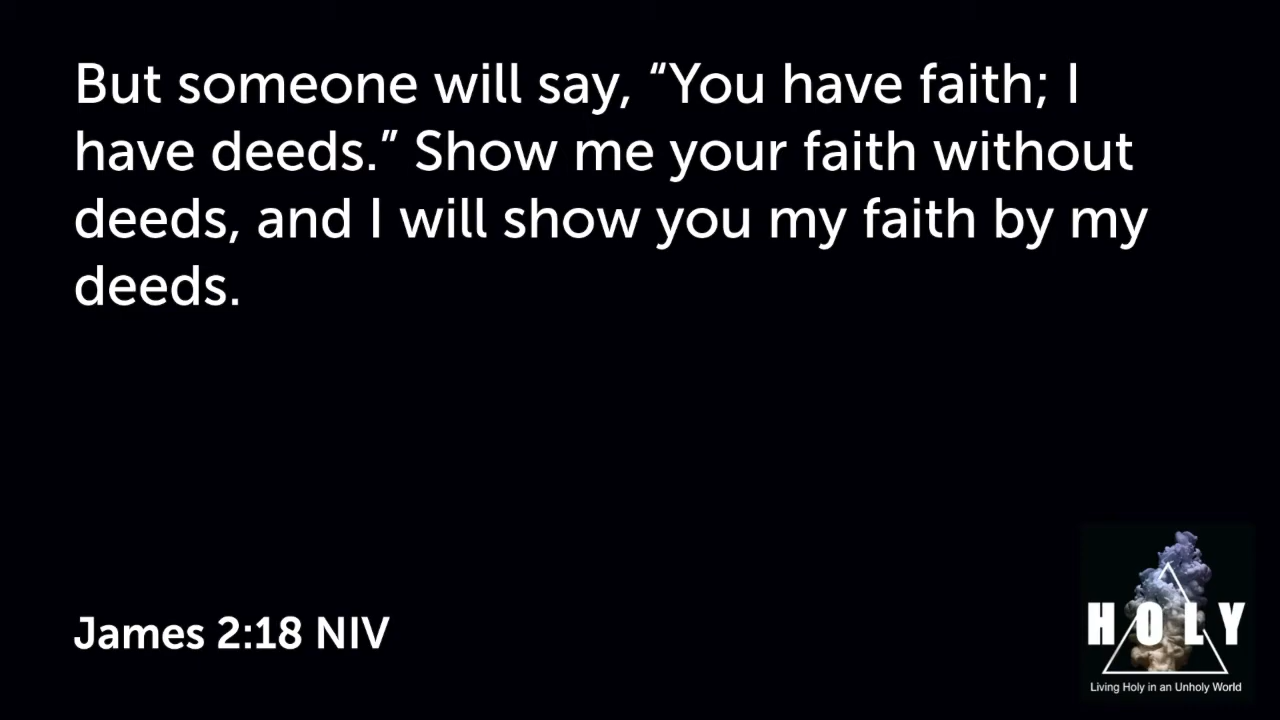 But someone will say, “You have faith; I
have deeds.” Show me your faith without
deeds, and I will show you my faith by my
deeds.
James 2:18 NIV
HOLY
Living Holy in an Unholy World